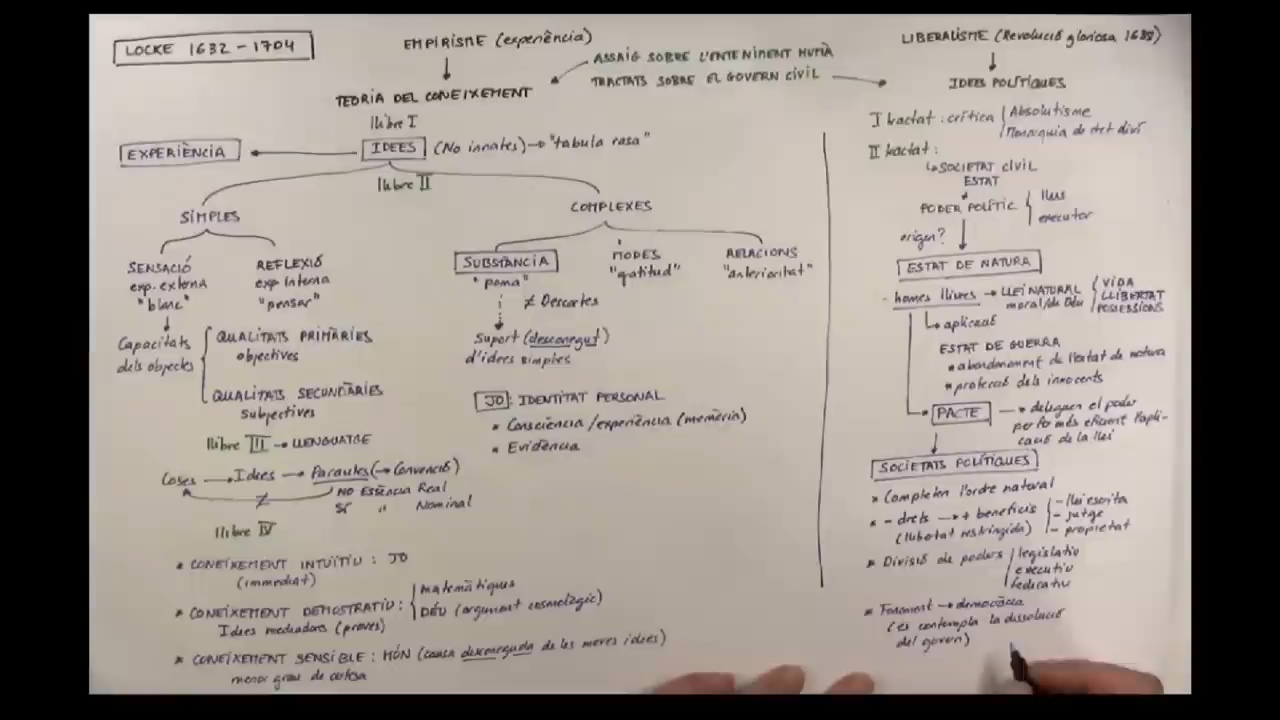 LOCKE 1632 - 1704
EMPIRISME (experiència)
ASSAIG SOBRE L'ENTENIMENT HUMÀ
TRACTATS SOBRE EL GOVERN CIVIL
TEORIA DEL CONEIXEMENT
llibre I
EXPERIÈNCIA
IDEES (No innates) → "tabula rasa"
llibre II
SIMPLES
COMPLEXES
SENSACIÓ
exp. externa
"blanc"
REFLEXIÓ
exp interna
"pensar"
SUBSTÀNCIA
"poma"
MODES
"gratitud"
RELACIONS
"anterioritat"
≠ Descartes
Suport (desconegut)
d'idees simples
Capacitats
dels objectes
QUALITATS PRIMÀRIES
objectives
QUALITATS SECUNDÀRIES
subjectives
JO: IDENTITAT PERSONAL
* Consciència/experiència (memòria)
* Evidència
llibre III → LLENGUATGE
Coses → Idees → Paraules (→ Convenció)
≠
NO Essència Real
SÍ " Nominal
llibre IV
* CONEIXEMENT INTUÏTIU: JO
(immediat)
* CONEIXEMENT DEMOSTRATIU: matemàtiques
DÉU (argument cosmològic)
Idees mediadores (proves)
* CONEIXEMENT SENSIBLE: MÓN (causa desconeguda de les meves idees)
menor grau de certesa
LIBERALISME (Revolució gloriosa 1688)
IDEES POLÍTIQUES
I tractat: crítica Absolutisme
Monarquia de dret diví
II tractat:
↳ SOCIETAT CIVIL
ESTAT
PODER POLÍTIC lleis
executor
origen?
ESTAT DE NATURA
- homes lliures → LLEI NATURAL
moral/de Déu
VIDA
LLIBERTAT
POSSESSIONS
↳ aplicació
ESTAT DE GUERRA
* abandonament de l'estat de natura
* protecció dels innocents
PACTE → deleguen el poder
per fer més eficient l'apli-
cació de la llei
SOCIETATS POLÍTIQUES
* Completen l'ordre natural
* - drets → + beneficis
(llibertat restringida)
- llei escrita
- jutge
- propietat
* Divisió de poders legislatiu
executiu
federatiu
* Foment → democràcia
(es contempla la dissolució
del govern)